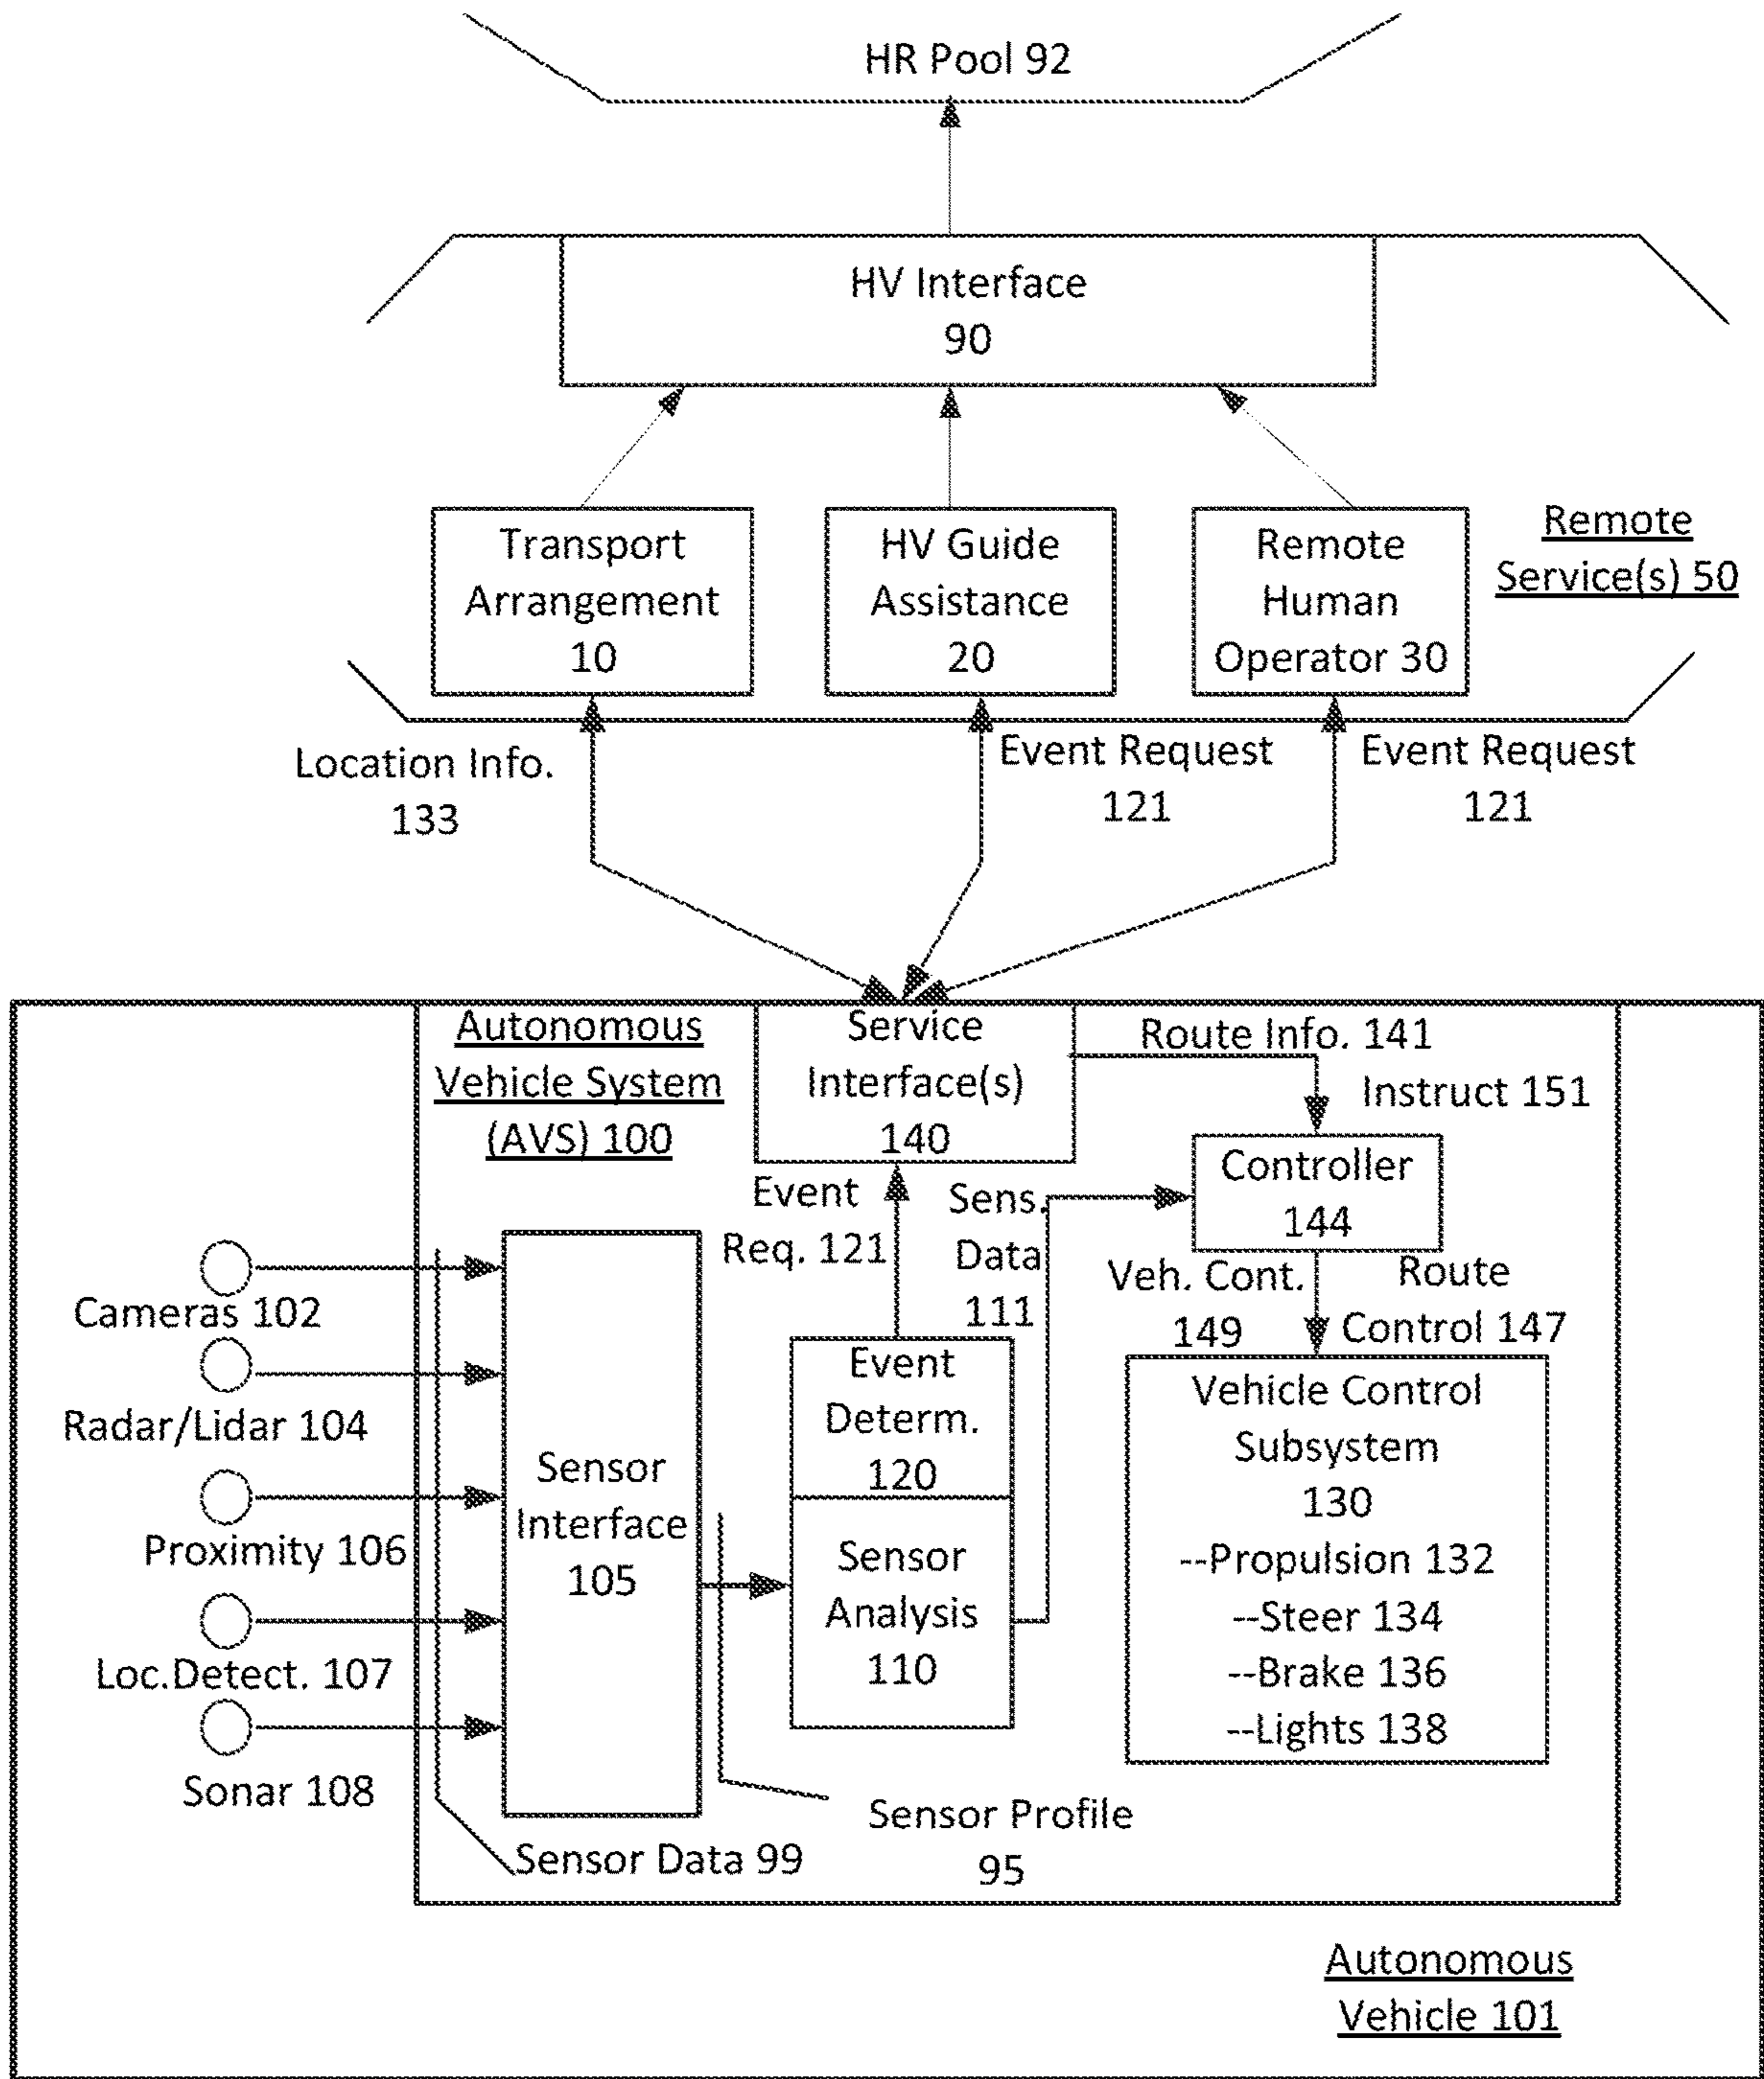 HR Pool 92
HV Interface
90
Transport
Arrangement
10
HV Guide
Assistance
20
Remote
Human
Operator 30
Remote
Service(s) 50
Location Info.
133
Event Request
121
Event Request
121
Autonomous
Vehicle System
(AVS) 100
Service
Interface(s)
140
Route Info. 141
Instruct 151
Controller
144
Event
Req. 121
Sens.
Data
111
Veh. Cont.
149
Route
Control 147
Cameras 102
Radar/Lidar 104
Proximity 106
Loc.Detect. 107
Sonar 108
Sensor
Interface
105
Event
Determ.
120
Sensor
Analysis
110
Vehicle Control
Subsystem
130
--Propulsion 132
--Steer 134
--Brake 136
--Lights 138
Sensor Data 99
Sensor Profile
95
Autonomous
Vehicle 101